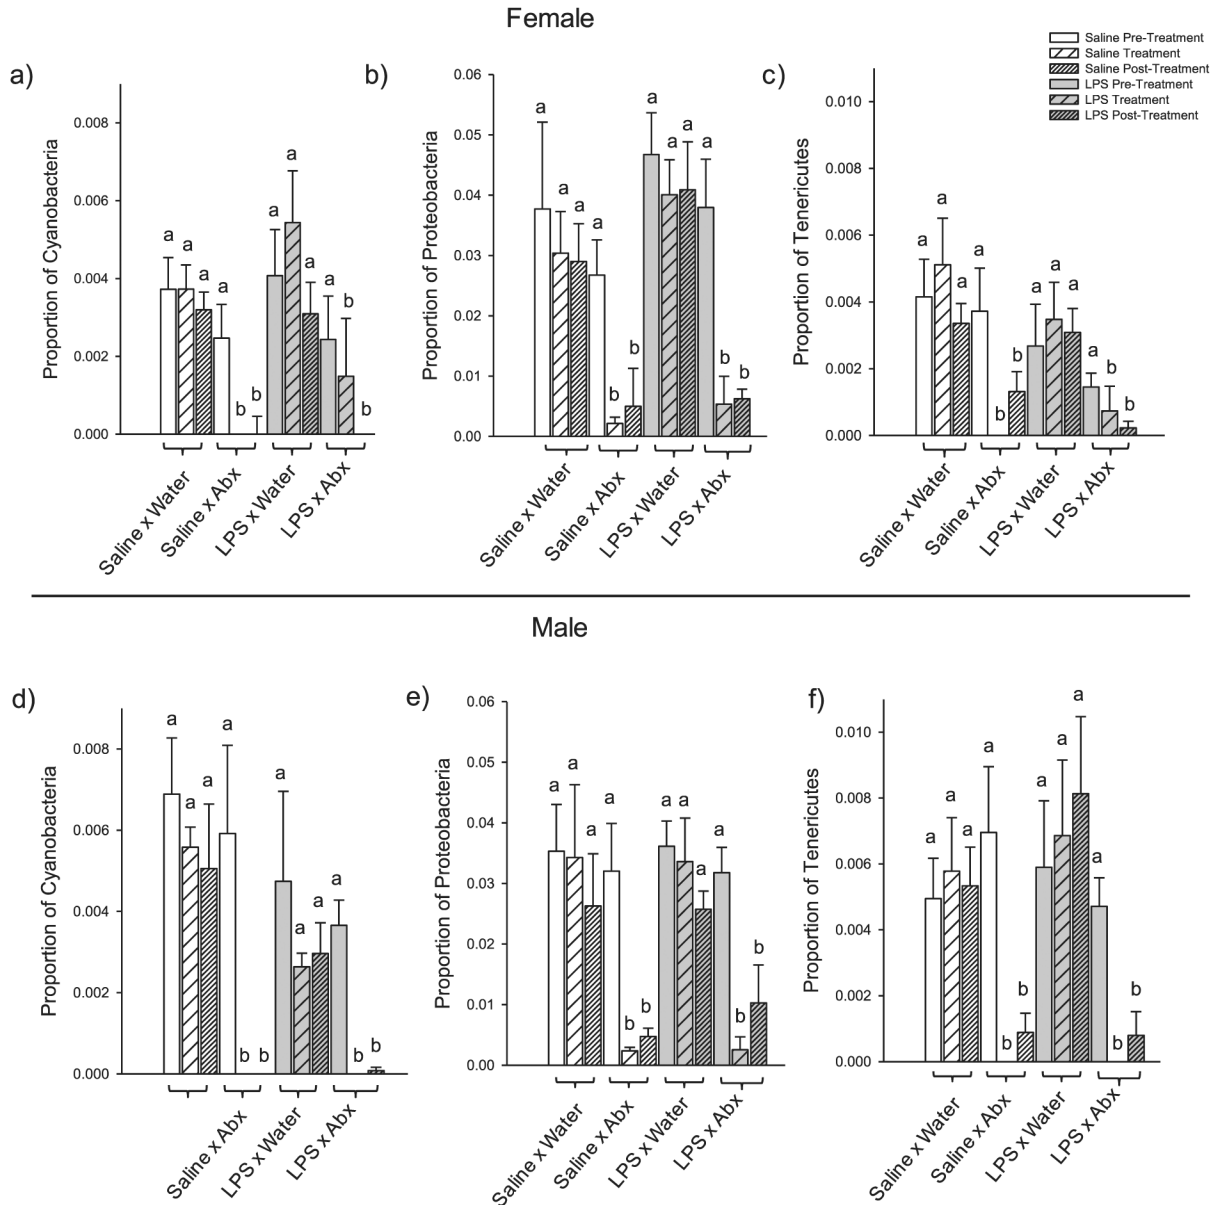 Female
Saline Pre-Treatment
Saline Treatment
Saline Post-Treatment
LPS Pre-Treatment
LPS Treatment
LPS Post-Treatment
a)
Proportion of Cyanobacteria
0.008
0.006
0.004
0.002
0.000
a a a a b b a a a a b b
Saline x Water
Saline x Abx
LPS x Water
LPS x Abx
b)
Proportion of Proteobacteria
0.06
0.05
0.04
0.03
0.02
0.01
0.00
a a a a b b a a a a b b
Saline x Water
Saline x Abx
LPS x Water
LPS x Abx
c)
Proportion of Tenericutes
0.010
0.008
0.006
0.004
0.002
0.000
a a a a b b a a a a b b
Saline x Water
Saline x Abx
LPS x Water
LPS x Abx
Male
d)
Proportion of Cyanobacteria
0.008
0.006
0.004
0.002
0.000
a a a a b b a a a a b b
Saline x Abx
LPS x Water
LPS x Abx
e)
Proportion of Proteobacteria
0.06
0.05
0.04
0.03
0.02
0.01
0.00
a a a a b b a a a a b b
Saline x Water
Saline x Abx
LPS x Water
LPS x Abx
f)
Proportion of Tenericutes
0.010
0.008
0.006
0.004
0.002
0.000
a a a a b b a a a a b b
Saline x Water
Saline x Abx
LPS x Water
LPS x Abx